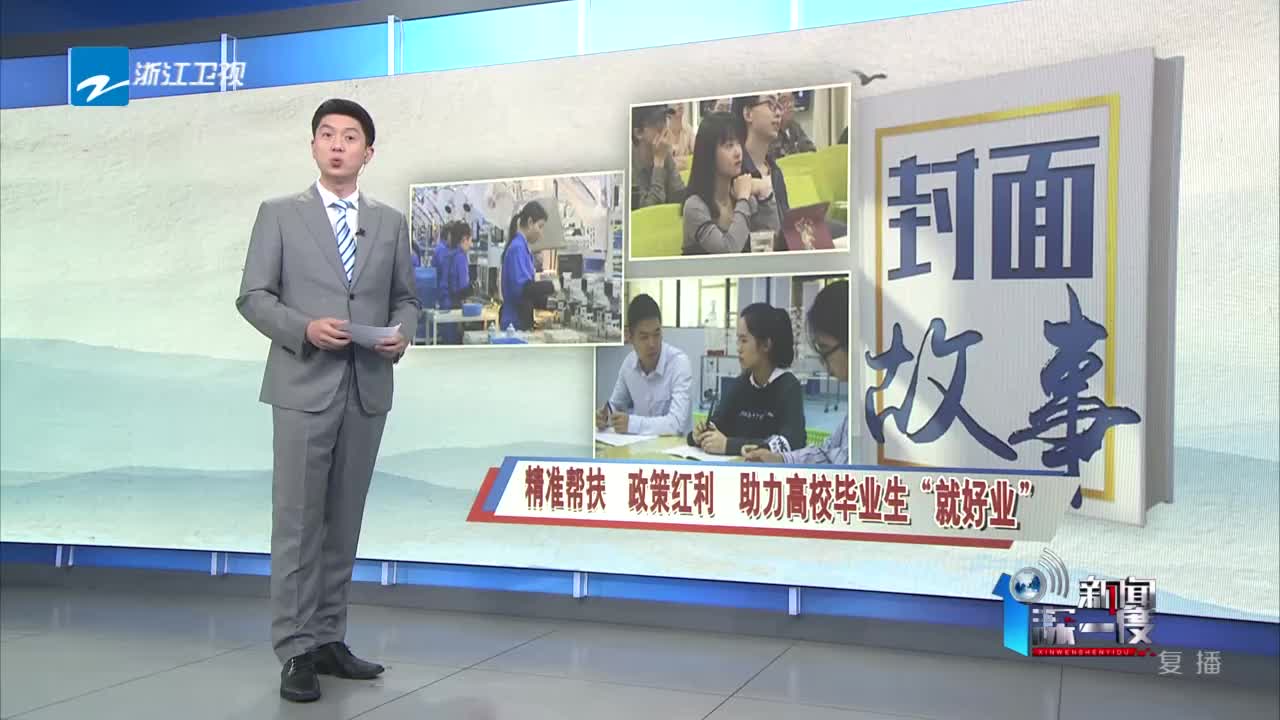 浙江卫视
封面
故事
精准帮扶 政策红利 助力高校毕业生“就好业”
新闻
深一度
XINWENSHENYIDU
复播